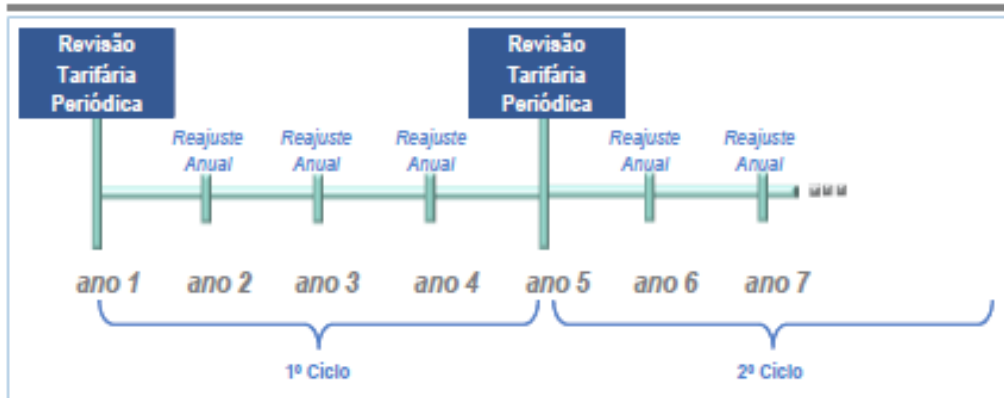 Revisão
Tarifária
Periódica
Revisão
Tarifária
Periódica
Reajuste
Anual
Reajuste
Anual
Reajuste
Anual
Reajuste
Anual
Reajuste
Anual
ano 1
ano 2
ano 3
ano 4
ano 5
ano 6
ano 7
1º Ciclo
2º Ciclo